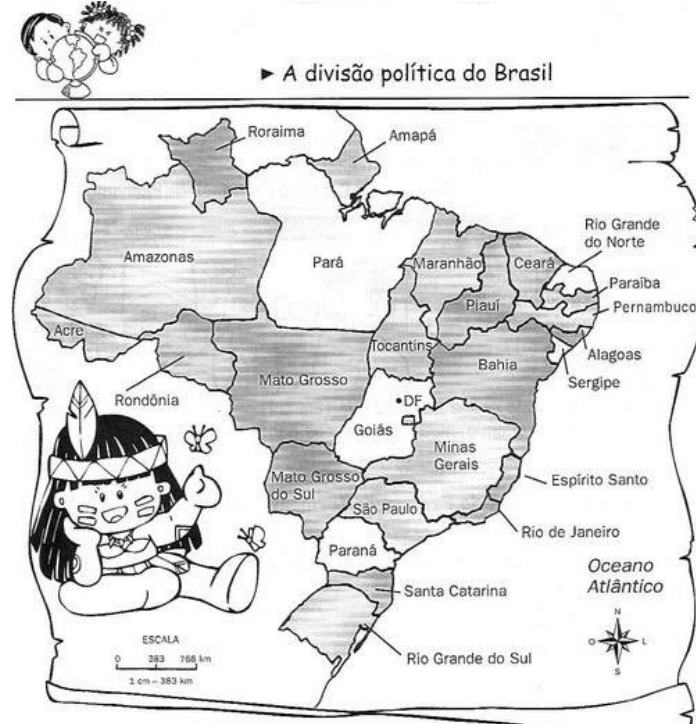 ► A divisão política do Brasil
Roraima
Amapá
Rio Grande
do Norte
Amazonas
Pará
Maranhão
Ceará
Paraíba
Piauí
Pernambuco
Acre
Tocantins
Alagoas
Bahia
Sergipe
Mato Grosso
Rondônia
DF
Goiás
Minas
Gerais
Mato Grosso
do Sul
Espírito Santo
São Paulo
Rio de Janeiro
Paraná
Oceano
Atlântico
Santa Catarina
N
O
L
S
Rio Grande do Sul
ESCALA
0 383 766 km
1 cm – 383 km